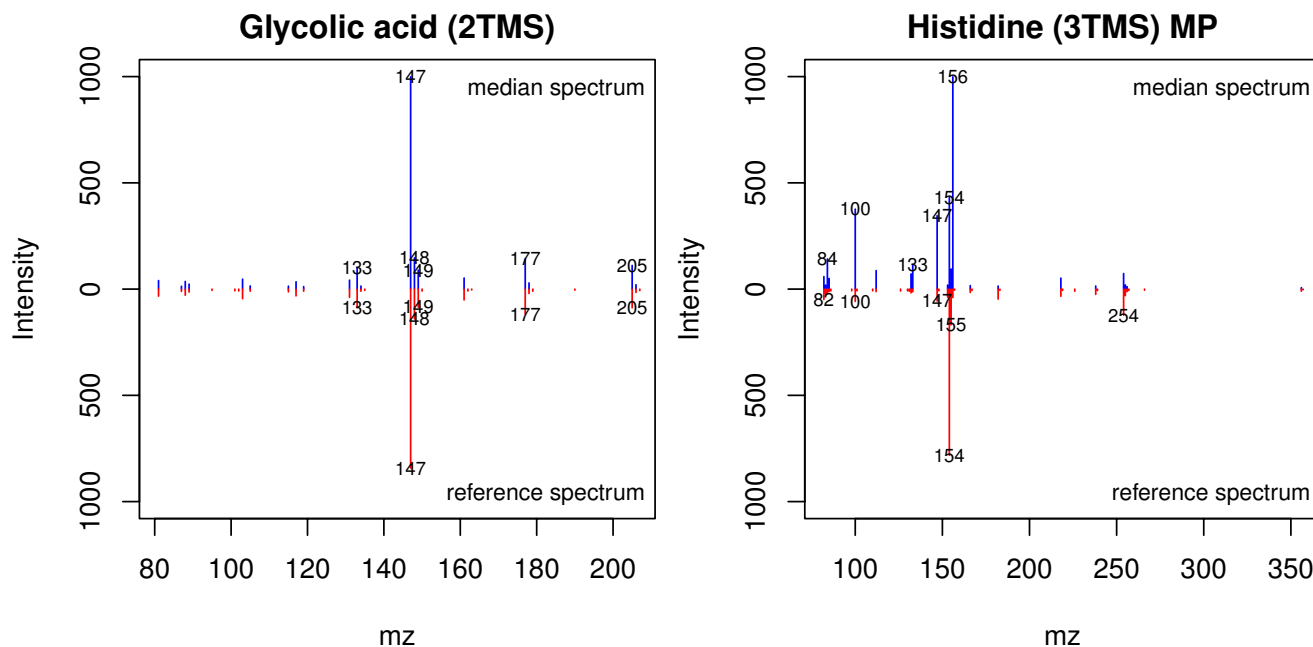 Glycolic acid (2TMS)
median spectrum
147
148
149
133
177
205
133
149
148
177
205
147
reference spectrum
1000
500
0
500
1000
Intensity
80 100 120 140 160 180 200
mz
Histidine (3TMS) MP
median spectrum
156
154
147
100
84
133
82
100
147
155
254
154
reference spectrum
1000
500
0
500
1000
Intensity
100 150 200 250 300 350
mz